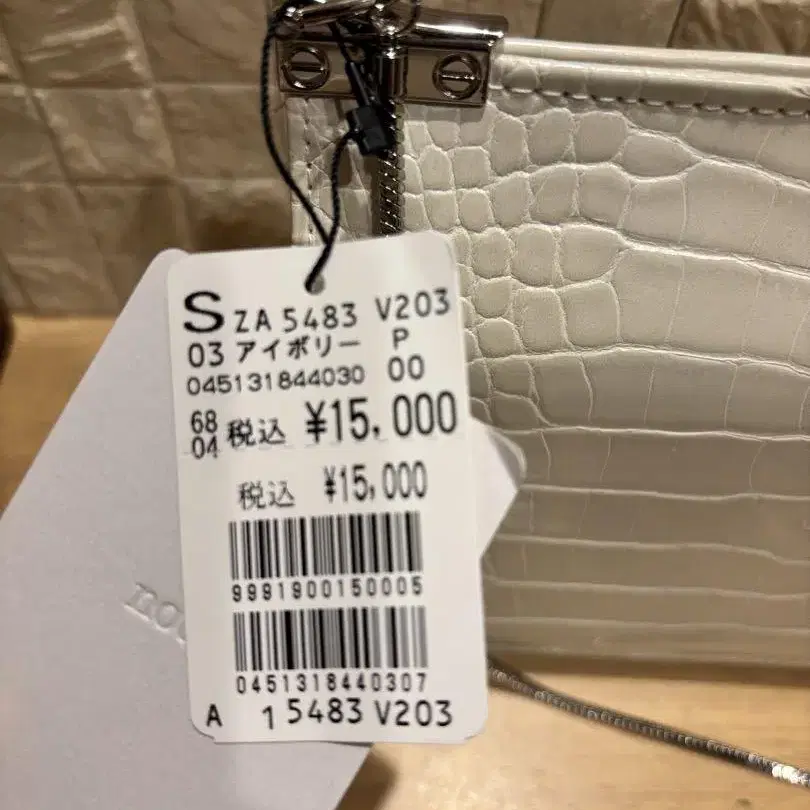 S ZA 5483 V203
03 アイボリー P
045131844030 00
68
04 税込 ¥15,000
税込 ¥15,000
9991900150005
0451318440307
A 1 5483 V203